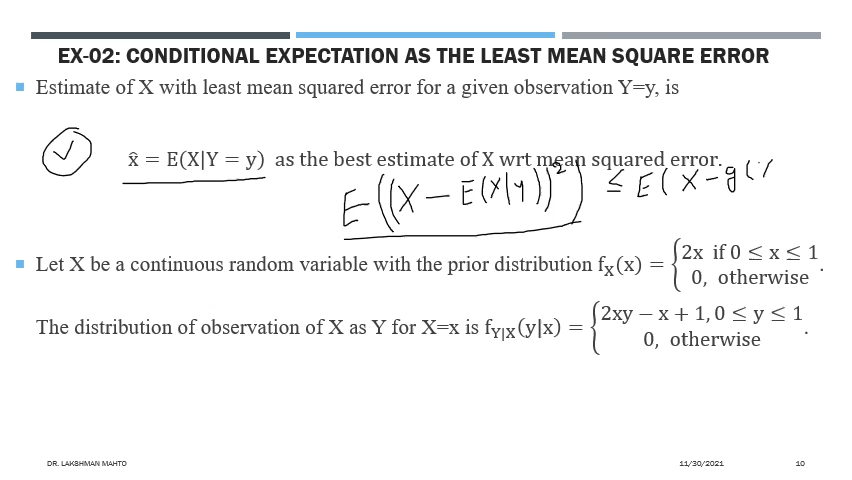 EX-02: CONDITIONAL EXPECTATION AS THE LEAST MEAN SQUARE ERROR
Estimate of X with least mean squared error for a given observation Y=y, is
x̂ = E(X|Y = y) as the best estimate of X wrt mean squared error.
E((X − E(X|Y))²) ≤ E(X − g(Y
Let X be a continuous random variable with the prior distribution fX(x) = {2x if 0 ≤ x ≤ 1
0, otherwise.
The distribution of observation of X as Y for X=x is fY|X(y|x) = {2xy − x + 1, 0 ≤ y ≤ 1
0, otherwise.
DR. LAKSHMAN MAHTO 11/30/2021 10